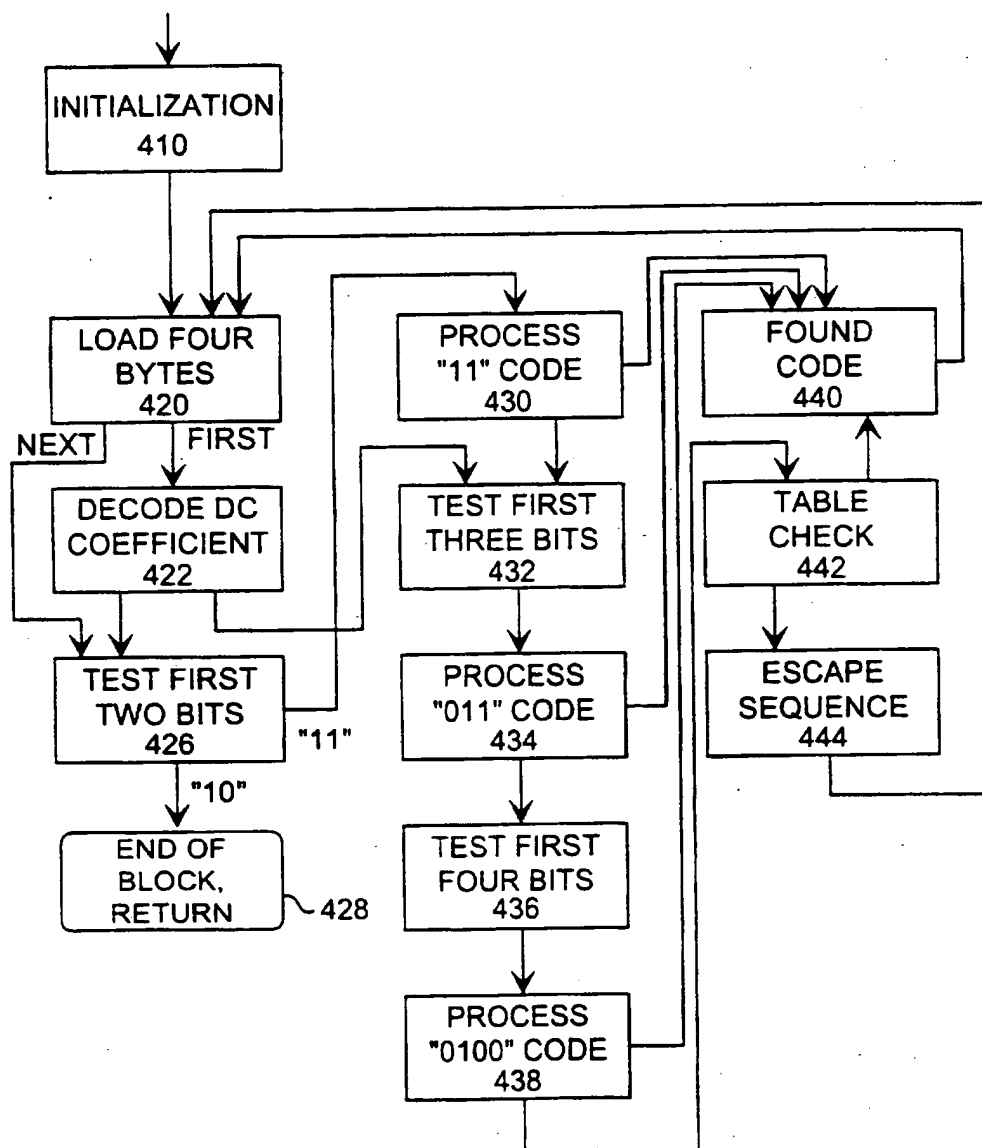 INITIALIZATION
410
LOAD FOUR
BYTES
420
NEXT
FIRST
DECODE DC
COEFFICIENT
422
TEST FIRST
TWO BITS
426
"11"
"10"
END OF
BLOCK,
RETURN
428
PROCESS
"11" CODE
430
TEST FIRST
THREE BITS
432
PROCESS
"011" CODE
434
TEST FIRST
FOUR BITS
436
PROCESS
"0100" CODE
438
FOUND
CODE
440
TABLE
CHECK
442
ESCAPE
SEQUENCE
444